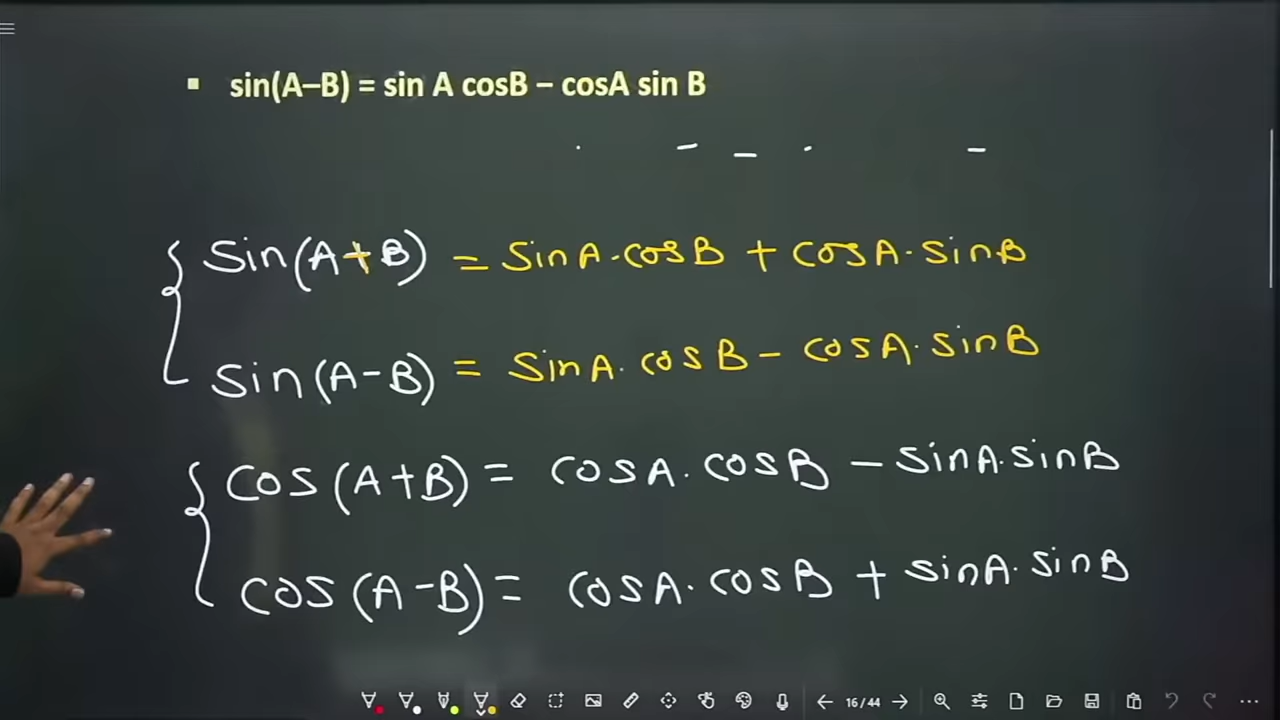 ▪ sin(A–B) = sin A cosB – cosA sin B
Sin(A+B) = SinA·cosB + cosA·sinB
Sin(A-B) = SinA·cosB - cosA·sinB
cos(A+B) = cosA·cosB - sinA·sinB
cos(A-B) = cosA·cosB + sinA·sinB
16/44